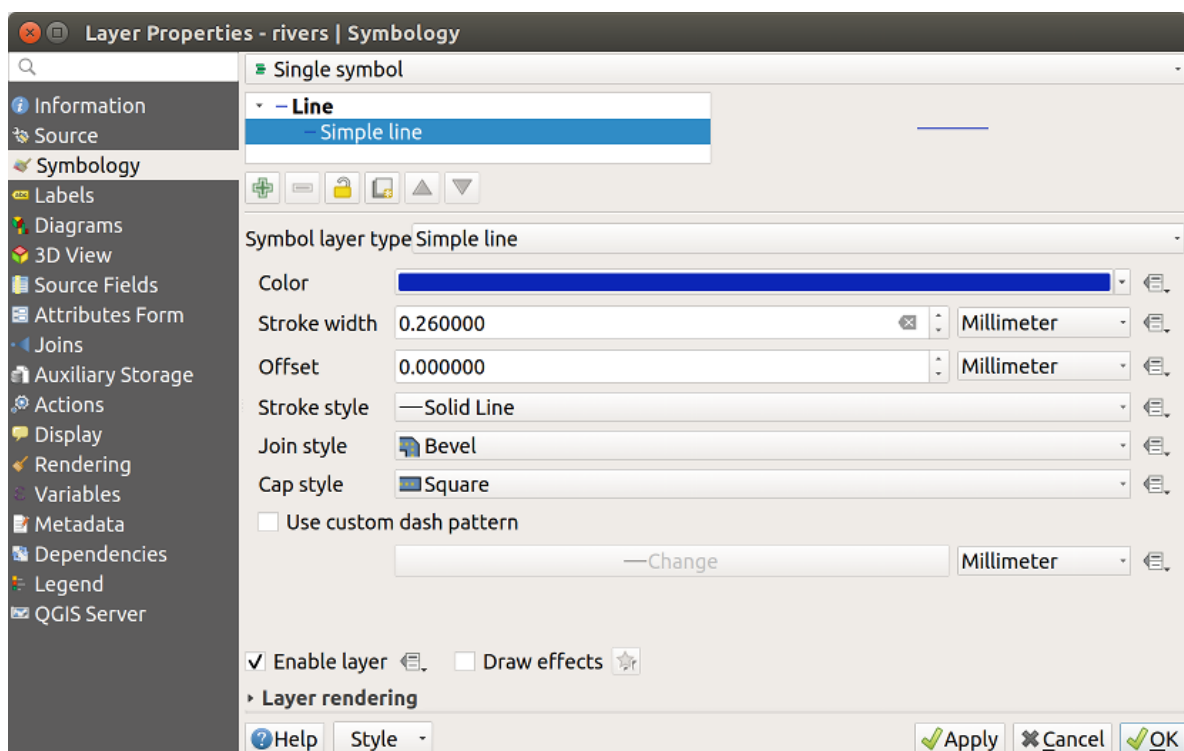 Layer Properties - rivers | Symbology
Information
Source
Symbology
Labels
Diagrams
3D View
Source Fields
Attributes Form
Joins
Auxiliary Storage
Actions
Display
Rendering
Variables
Metadata
Dependencies
Legend
QGIS Server
Single symbol
Line
Simple line
Symbol layer type Simple line
Color
Stroke width 0.260000 Millimeter
Offset 0.000000 Millimeter
Stroke style Solid Line
Join style Bevel
Cap style Square
Use custom dash pattern
Change Millimeter
Enable layer Draw effects
Layer rendering
Help Style Apply Cancel OK